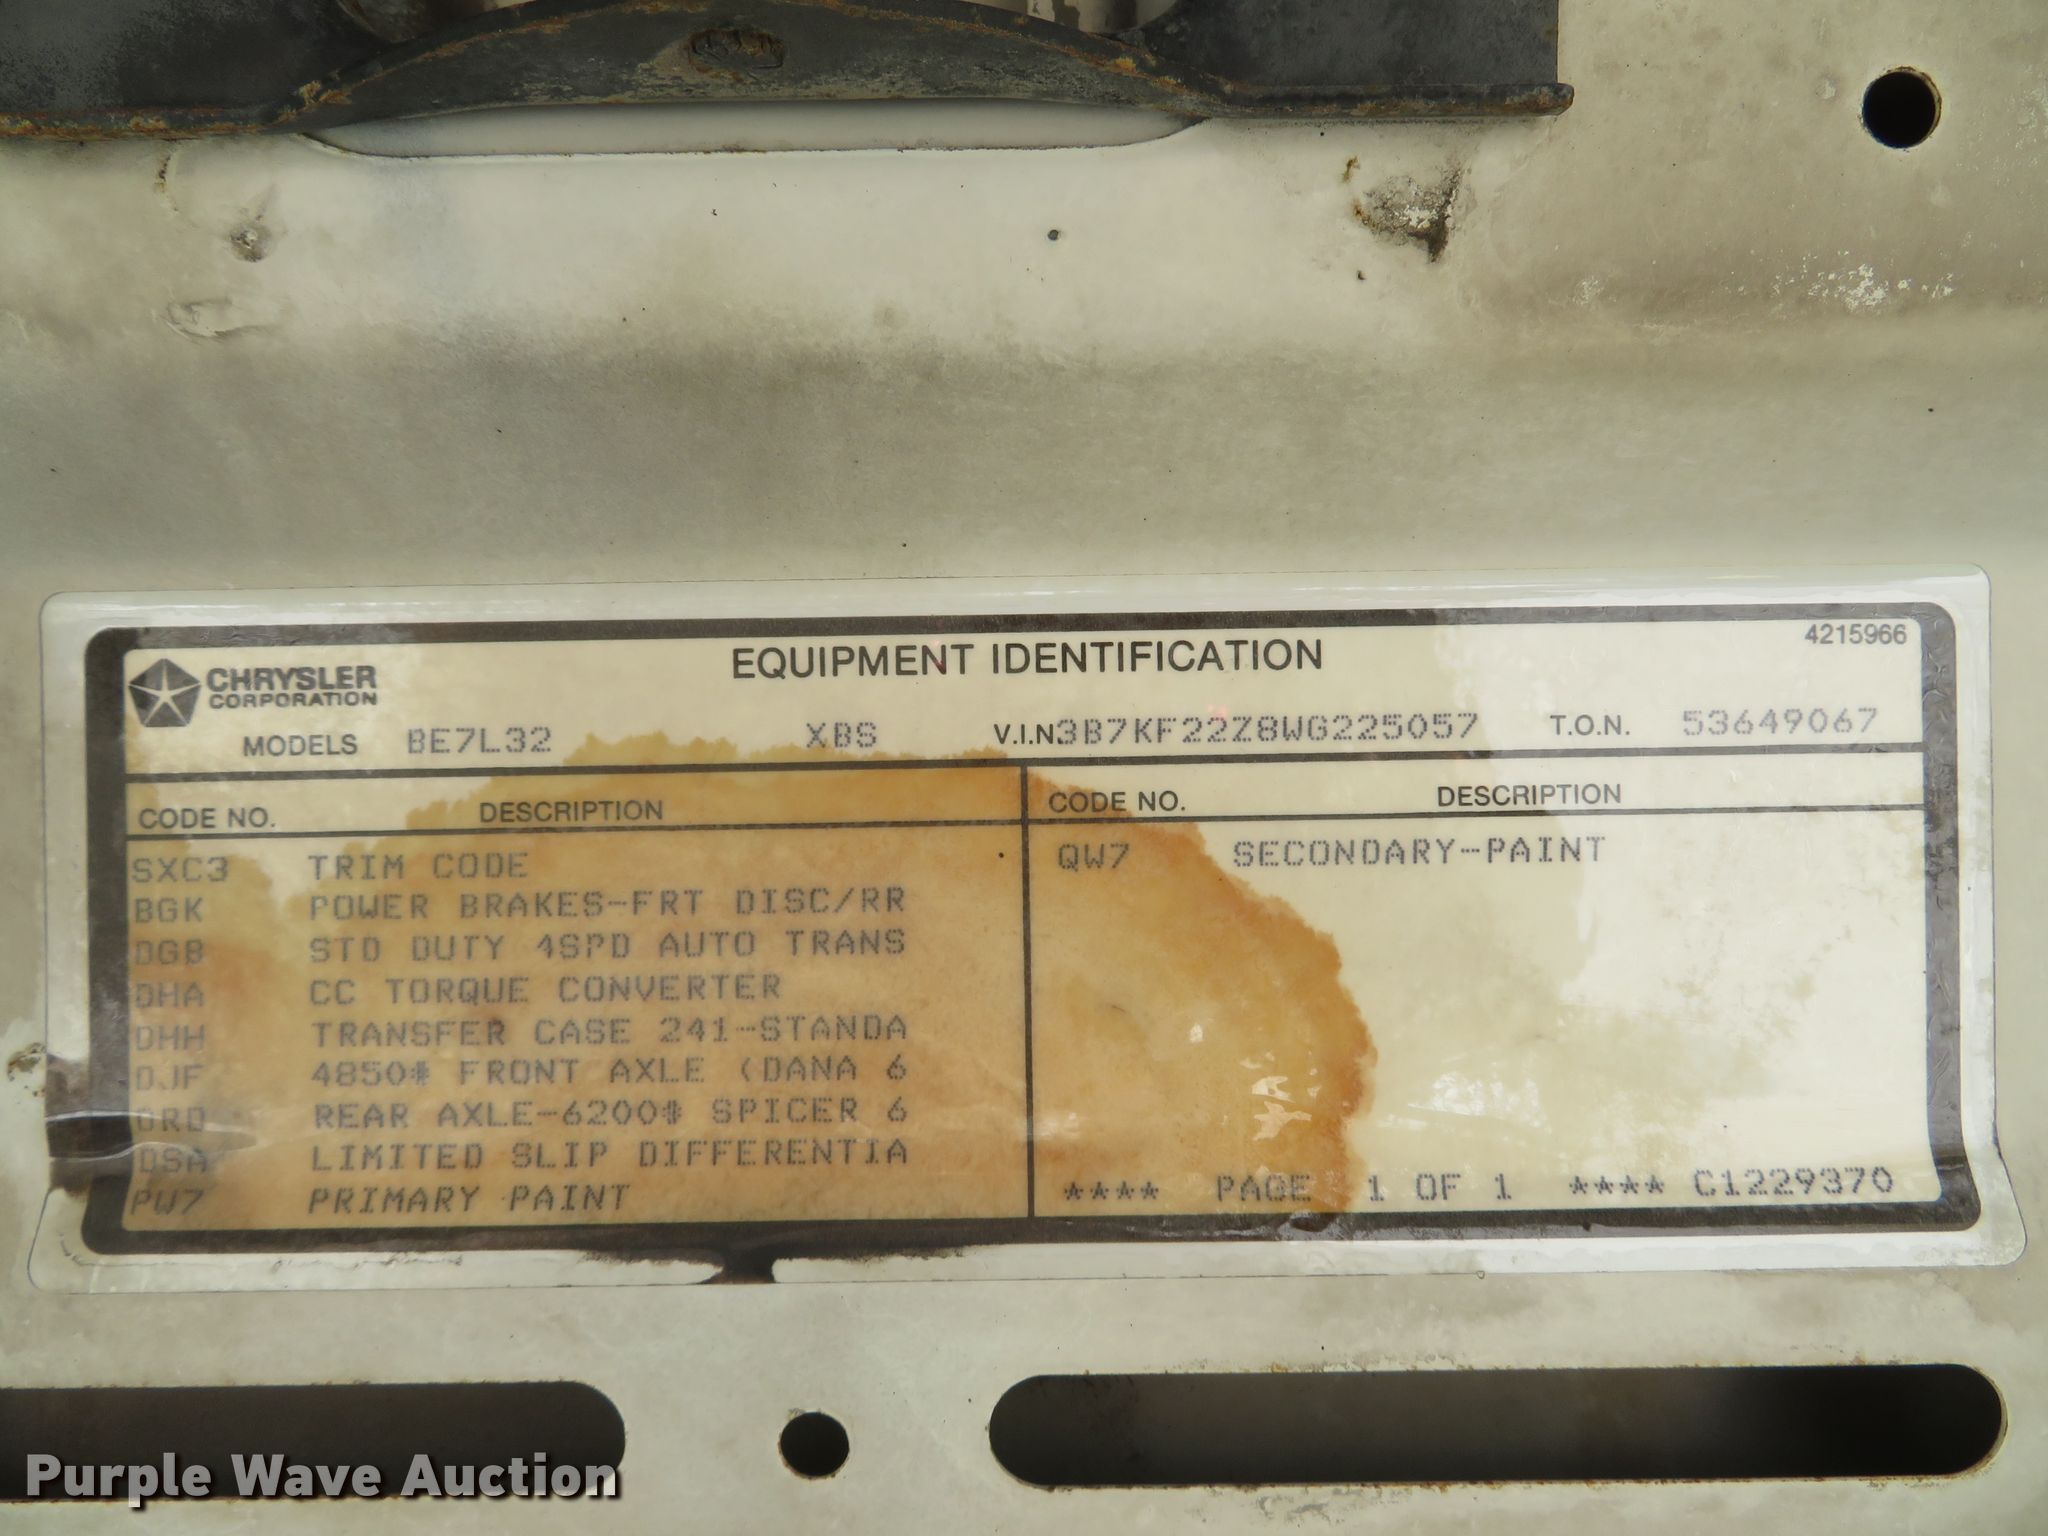 4215966
EQUIPMENT IDENTIFICATION
CHRYSLER
CORPORATION
MODELS BE7L32 XBS V.I.N3B7KF22Z8WG225057 T.O.N. 53649067
CODE NO. DESCRIPTION CODE NO. DESCRIPTION
SXC3 TRIM CODE QW7 SECONDARY-PAINT
BGK POWER BRAKES-FRT DISC/RR
DGB STD DUTY 4SPD AUTO TRANS
DHA CC TORQUE CONVERTER
DHH TRANSFER CASE 241-STANDA
DJF 4850# FRONT AXLE (DANA 6
DRD REAR AXLE-6200# SPICER 6
DSA LIMITED SLIP DIFFERENTIA
PW7 PRIMARY PAINT **** PAGE 1 OF 1 **** C1229370
Purple Wave Auction